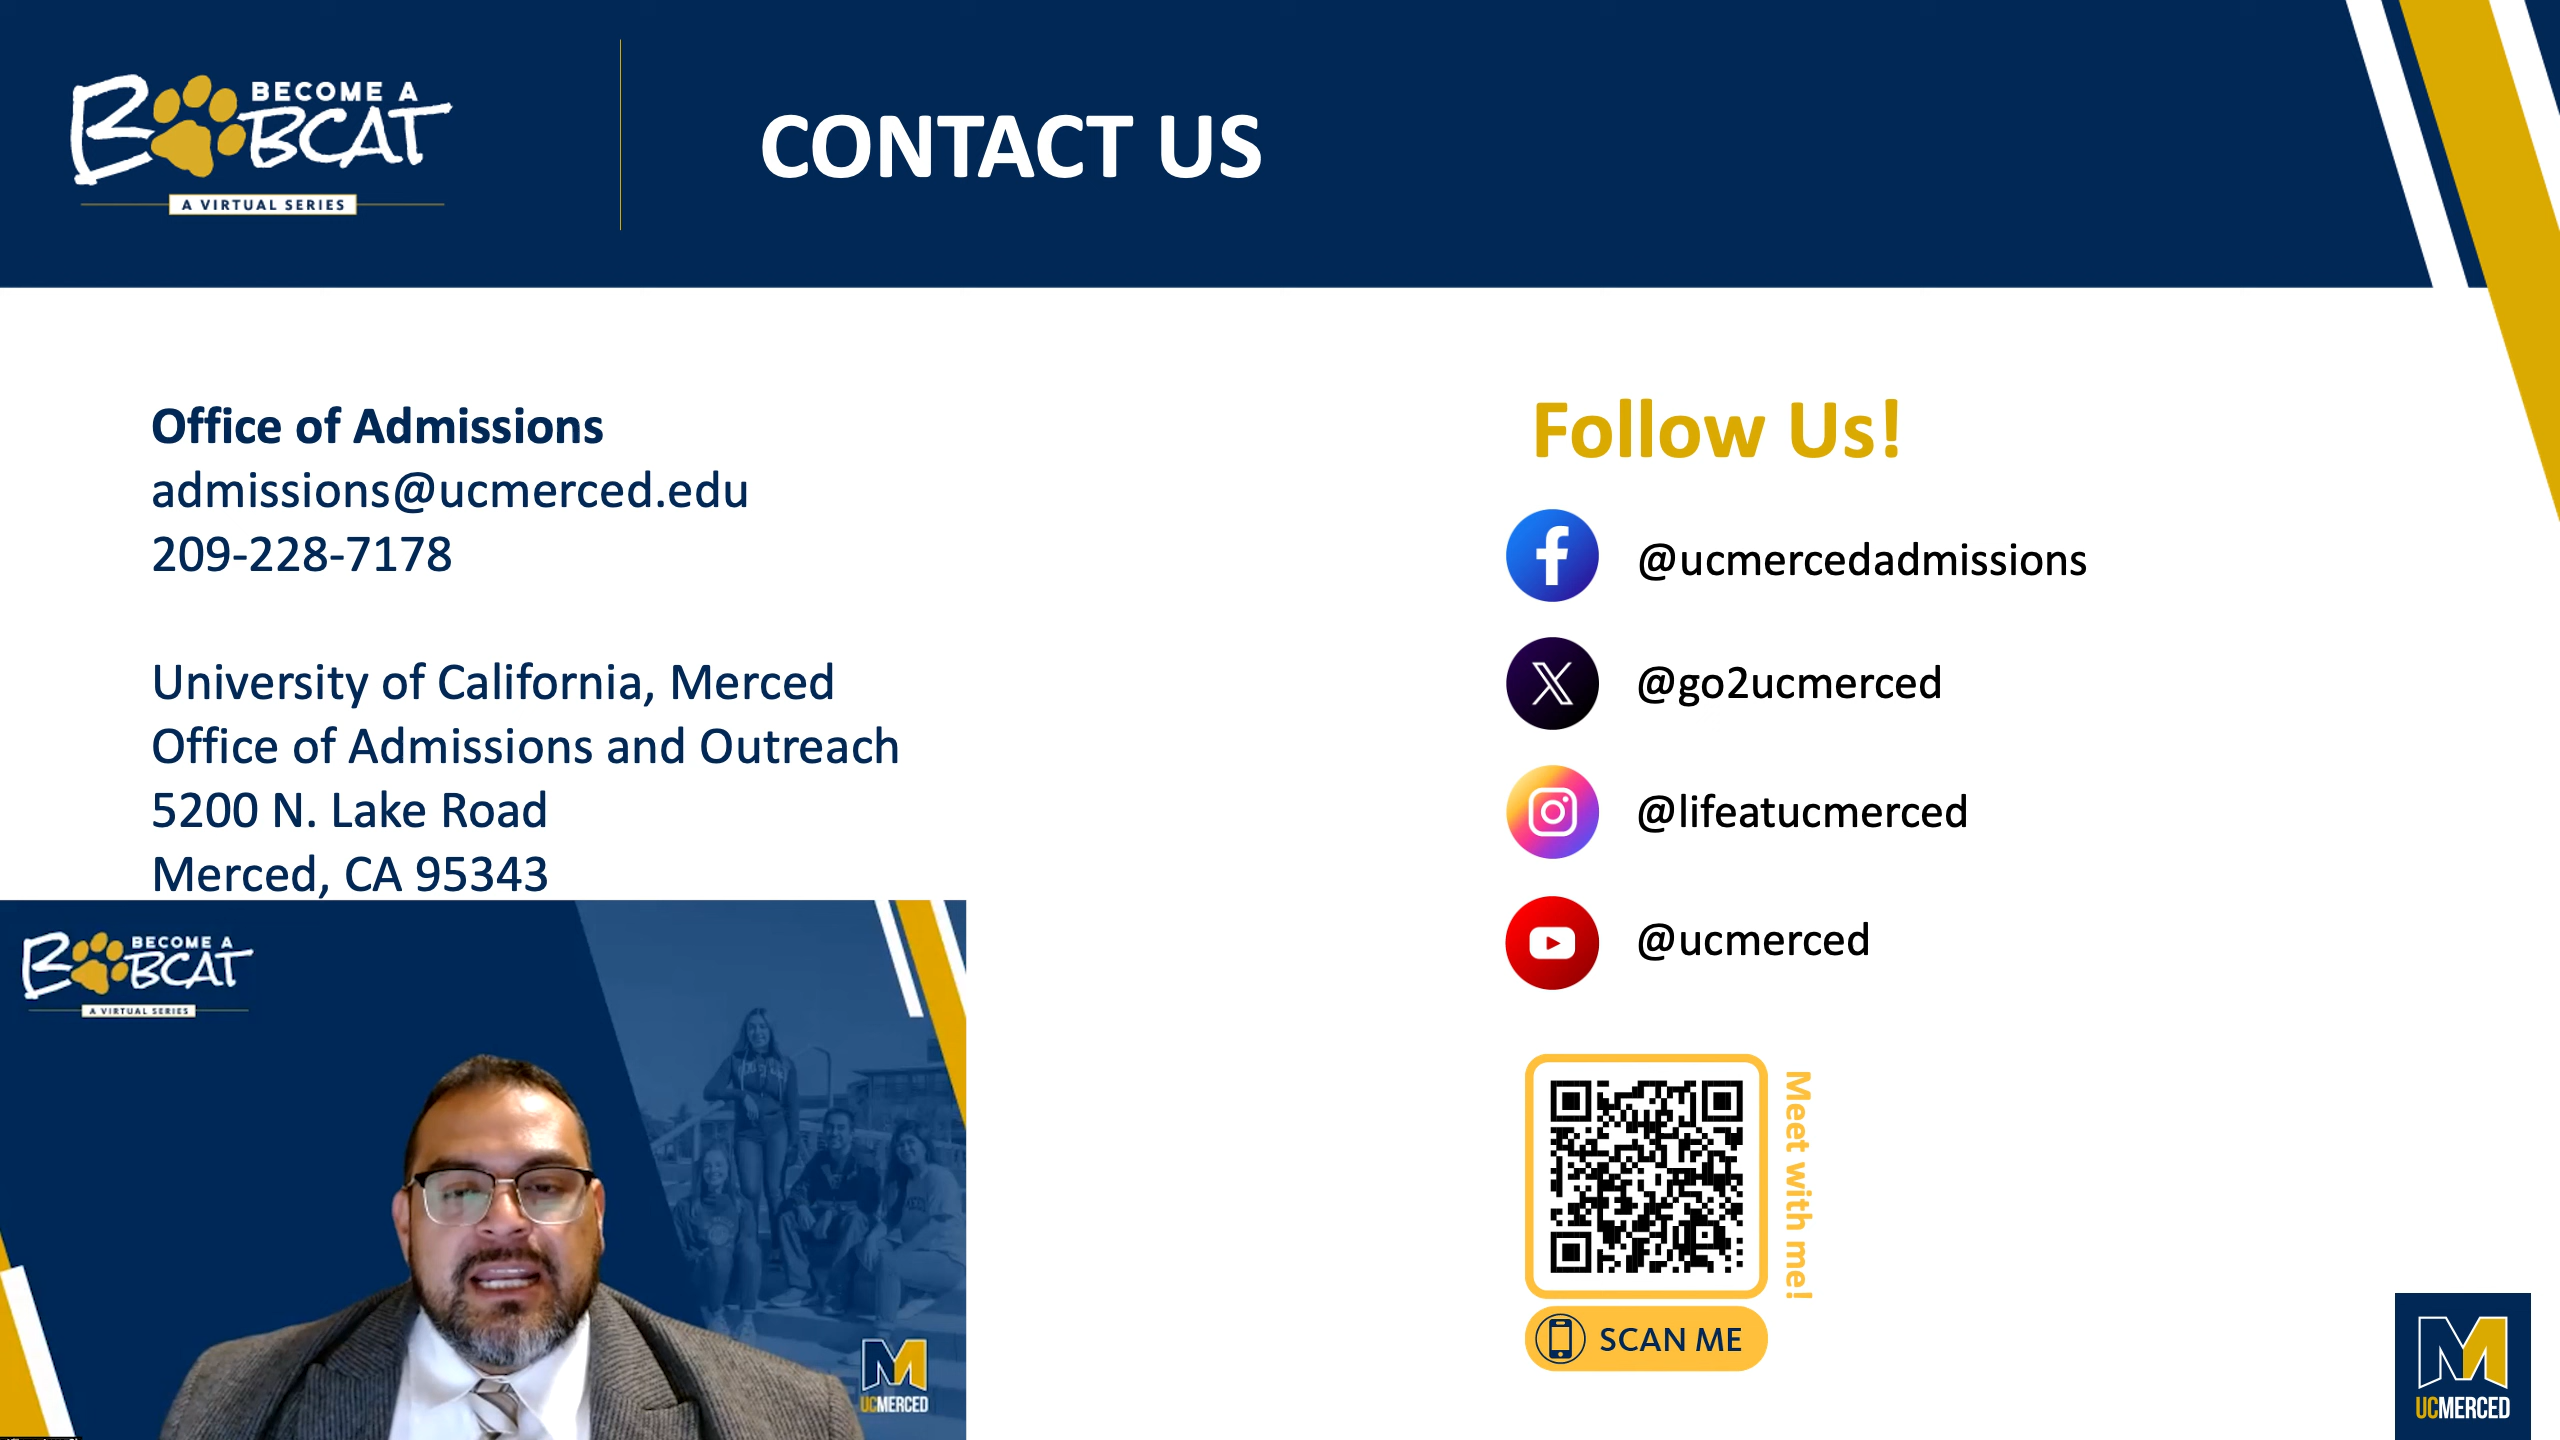 BECOME A
BOBCAT
A VIRTUAL SERIES
CONTACT US
Office of Admissions
admissions@ucmerced.edu
209-228-7178
University of California, Merced
Office of Admissions and Outreach
5200 N. Lake Road
Merced, CA 95343
Follow Us!
@ucmercedadmissions
@go2ucmerced
@lifeatucmerced
@ucmerced
Meet with me!
SCAN ME
BECOME A
BOBCAT
A VIRTUAL SERIES
M
UCMERCED
M
UCMERCED